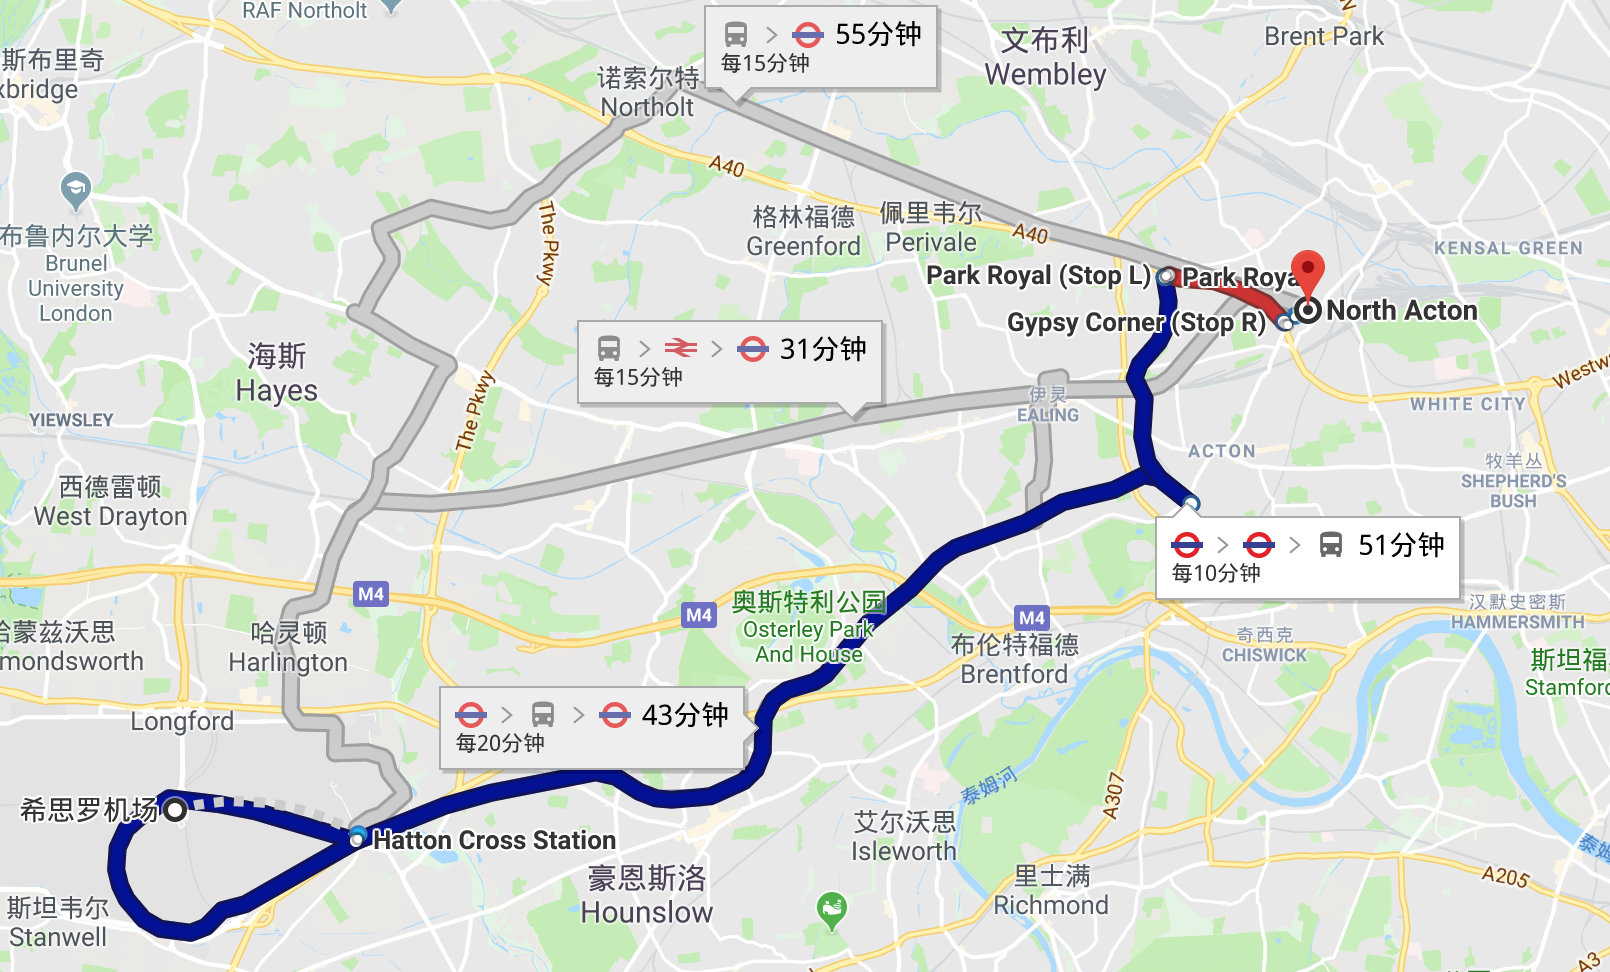 RAF Northolt
55分钟
每15分钟
文布利
Wembley
Brent Park
斯布里奇
xbridge
诺索尔特
Northolt
A40
The Pkwy
布鲁内尔大学
Brunel
University
London
格林福德
Greenford
佩里韦尔
Perivale
A40
KENSAL GREEN
Park Royal (Stop L)
Park Roya
North Acton
Gypsy Corner (Stop R)
海斯
Hayes
31分钟
每15分钟
The Pkwy
伊灵
EALING
Westw
WHITE CITY
YIEWSLEY
ACTON
牧羊丛
SHEPHERD'S
BUSH
西德雷顿
West Drayton
51分钟
每10分钟
M4
M4
M4
奥斯特利公园
Osterley Park
And House
汉默史密斯
HAMMERSMITH
哈蒙兹沃思
mondsworth
哈灵顿
Harlington
布伦特福德
Brentford
奇西克
CHISWICK
斯坦福
Stamford
Longford
43分钟
每20分钟
泰姆河
A307
希思罗机场
Hatton Cross Station
艾尔沃思
Isleworth
泰姆
豪恩斯洛
Hounslow
里士满
Richmond
A205
斯坦韦尔
Stanwell
A3